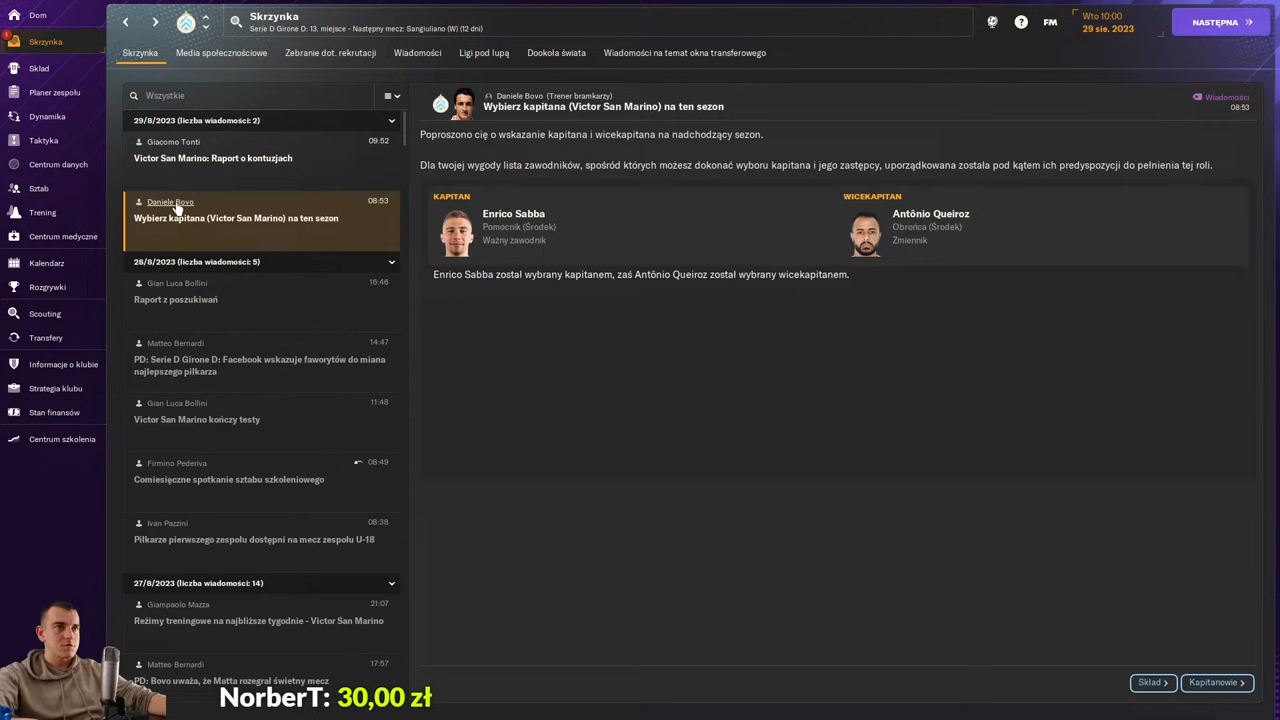 Dom
1
Skrzynka
Skład
Planer zespołu
Dynamika
Taktyka
Centrum danych
Sztab
Trening
Centrum medyczne
Kalendarz
Rozgrywki
Scouting
Transfery
Informacje o klubie
Strategia klubu
Stan finansów
Centrum szkolenia
Skrzynka
Serie D Girone D: 13. miejsce - Następny mecz: Sangiuliano (W) (12 dni)
FM
Wto 10:00
29 sie. 2023
NASTĘPNA
Skrzynka
Media społecznościowe
Zebranie dot. rekrutacji
Wiadomości
Ligi pod lupą
Dookoła świata
Wiadomości na temat okna transferowego
Wszystkie
29/8/2023 (liczba wiadomości: 2)
Giacomo Tonti 09:52
Victor San Marino: Raport o kontuzjach
Daniele Bovo 08:53
Wybierz kapitana (Victor San Marino) na ten sezon
28/8/2023 (liczba wiadomości: 5)
Gian Luca Bollini 16:46
Raport z poszukiwań
Matteo Bernardi 14:47
PD: Serie D Girone D: Facebook wskazuje faworytów do miana
najlepszego piłkarza
Gian Luca Bollini 11:48
Victor San Marino kończy testy
Firmino Pederiva 08:49
Comiesięczne spotkanie sztabu szkoleniowego
Ivan Pazzini 08:38
Piłkarze pierwszego zespołu dostępni na mecz zespołu U-18
27/8/2023 (liczba wiadomości: 14)
Giampaolo Mazza 21:07
Reżimy treningowe na najbliższe tygodnie - Victor San Marino
Matteo Bernardi 17:57
PD: Bovo uważa, że Matta rozegrał świetny mecz
Daniele Bovo (Trener bramkarzy)
Wybierz kapitana (Victor San Marino) na ten sezon
Wiadomości
08:53
Poproszono cię o wskazanie kapitana i wicekapitana na nadchodzący sezon.
Dla twojej wygody lista zawodników, spośród których możesz dokonać wyboru kapitana i jego zastępcy, uporządkowana została pod kątem ich predyspozycji do pełnienia tej roli.
KAPITAN
Enrico Sabba
Pomocnik (Środek)
Ważny zawodnik
WICEKAPITAN
Antônio Queiroz
Obrońca (Środek)
Zmiennik
Enrico Sabba został wybrany kapitanem, zaś Antônio Queiroz został wybrany wicekapitanem.
Skład
Kapitanowie
NorberT: 30,00 zł